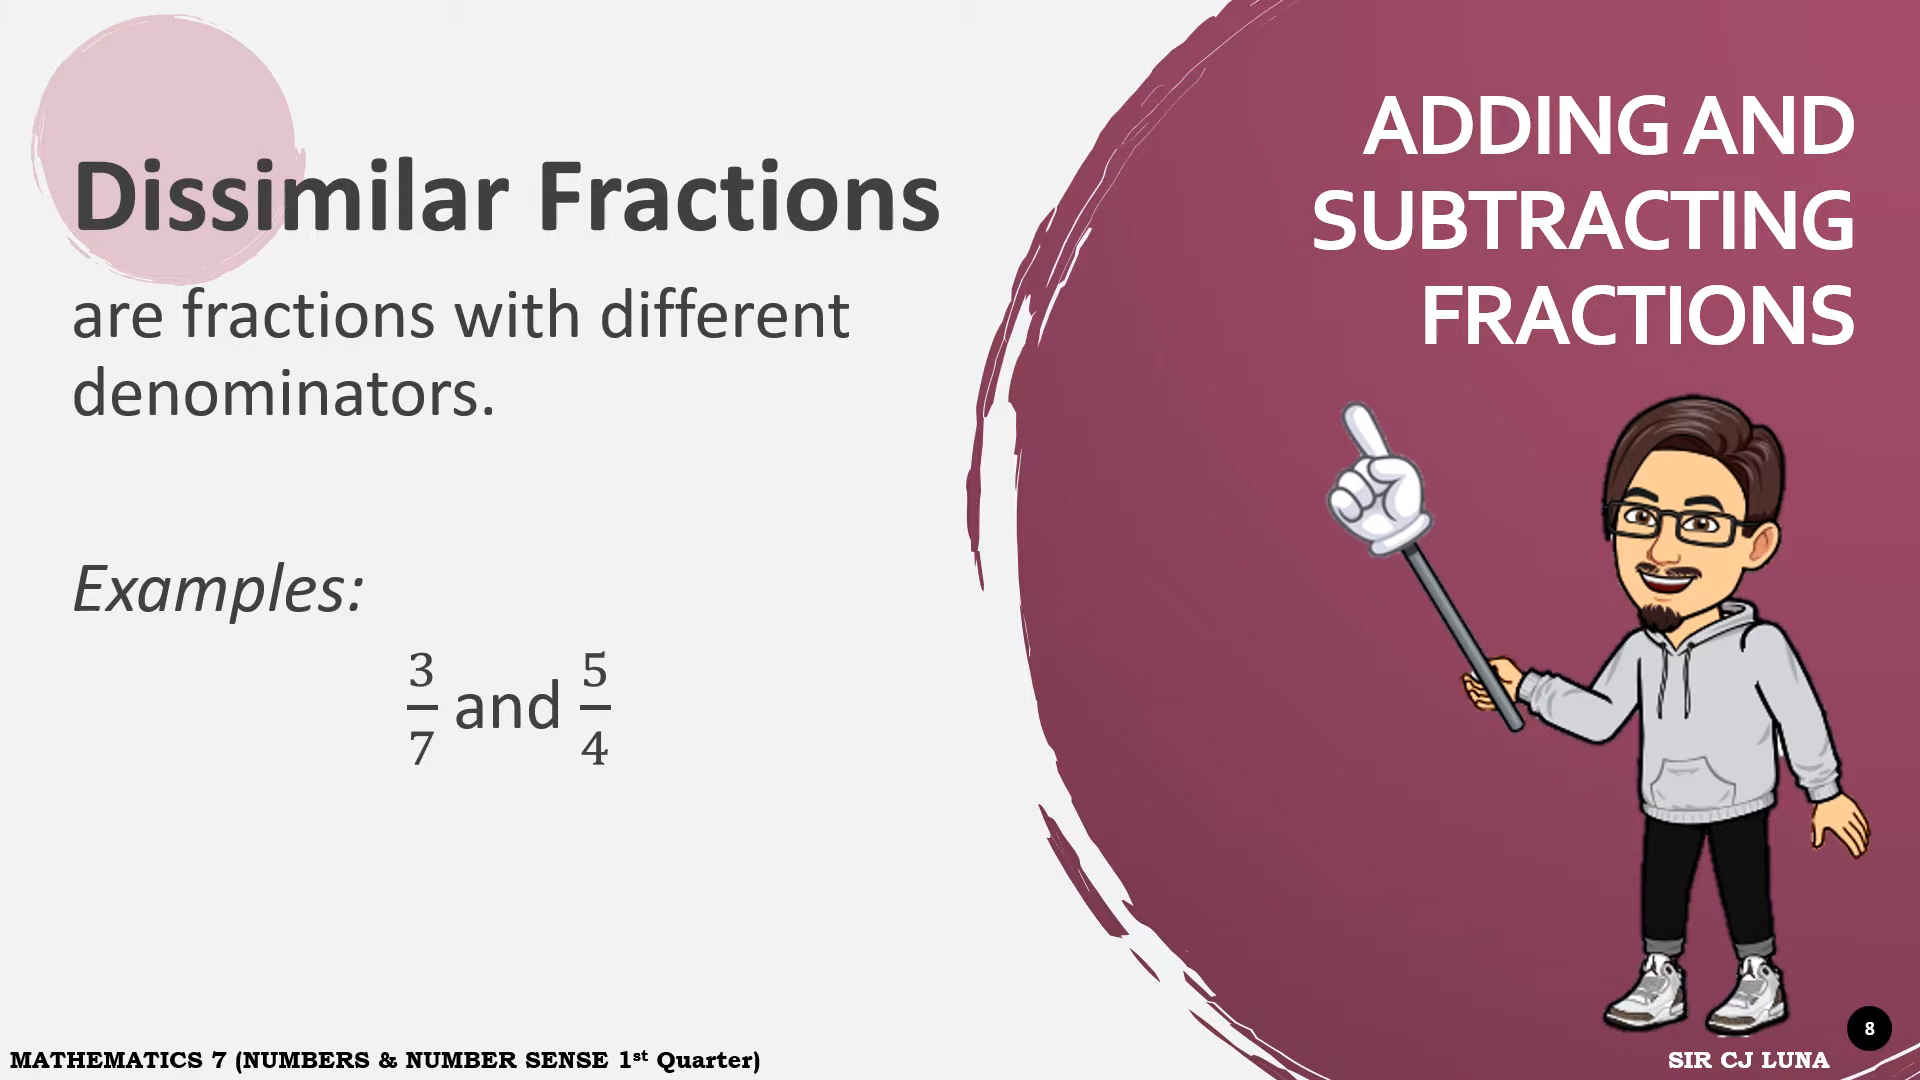 Dissimilar Fractions
are fractions with different
denominators.
Examples:
3/7 and 5/4
ADDING AND
SUBTRACTING
FRACTIONS
8
MATHEMATICS 7 (NUMBERS & NUMBER SENSE 1st Quarter)
SIR CJ LUNA